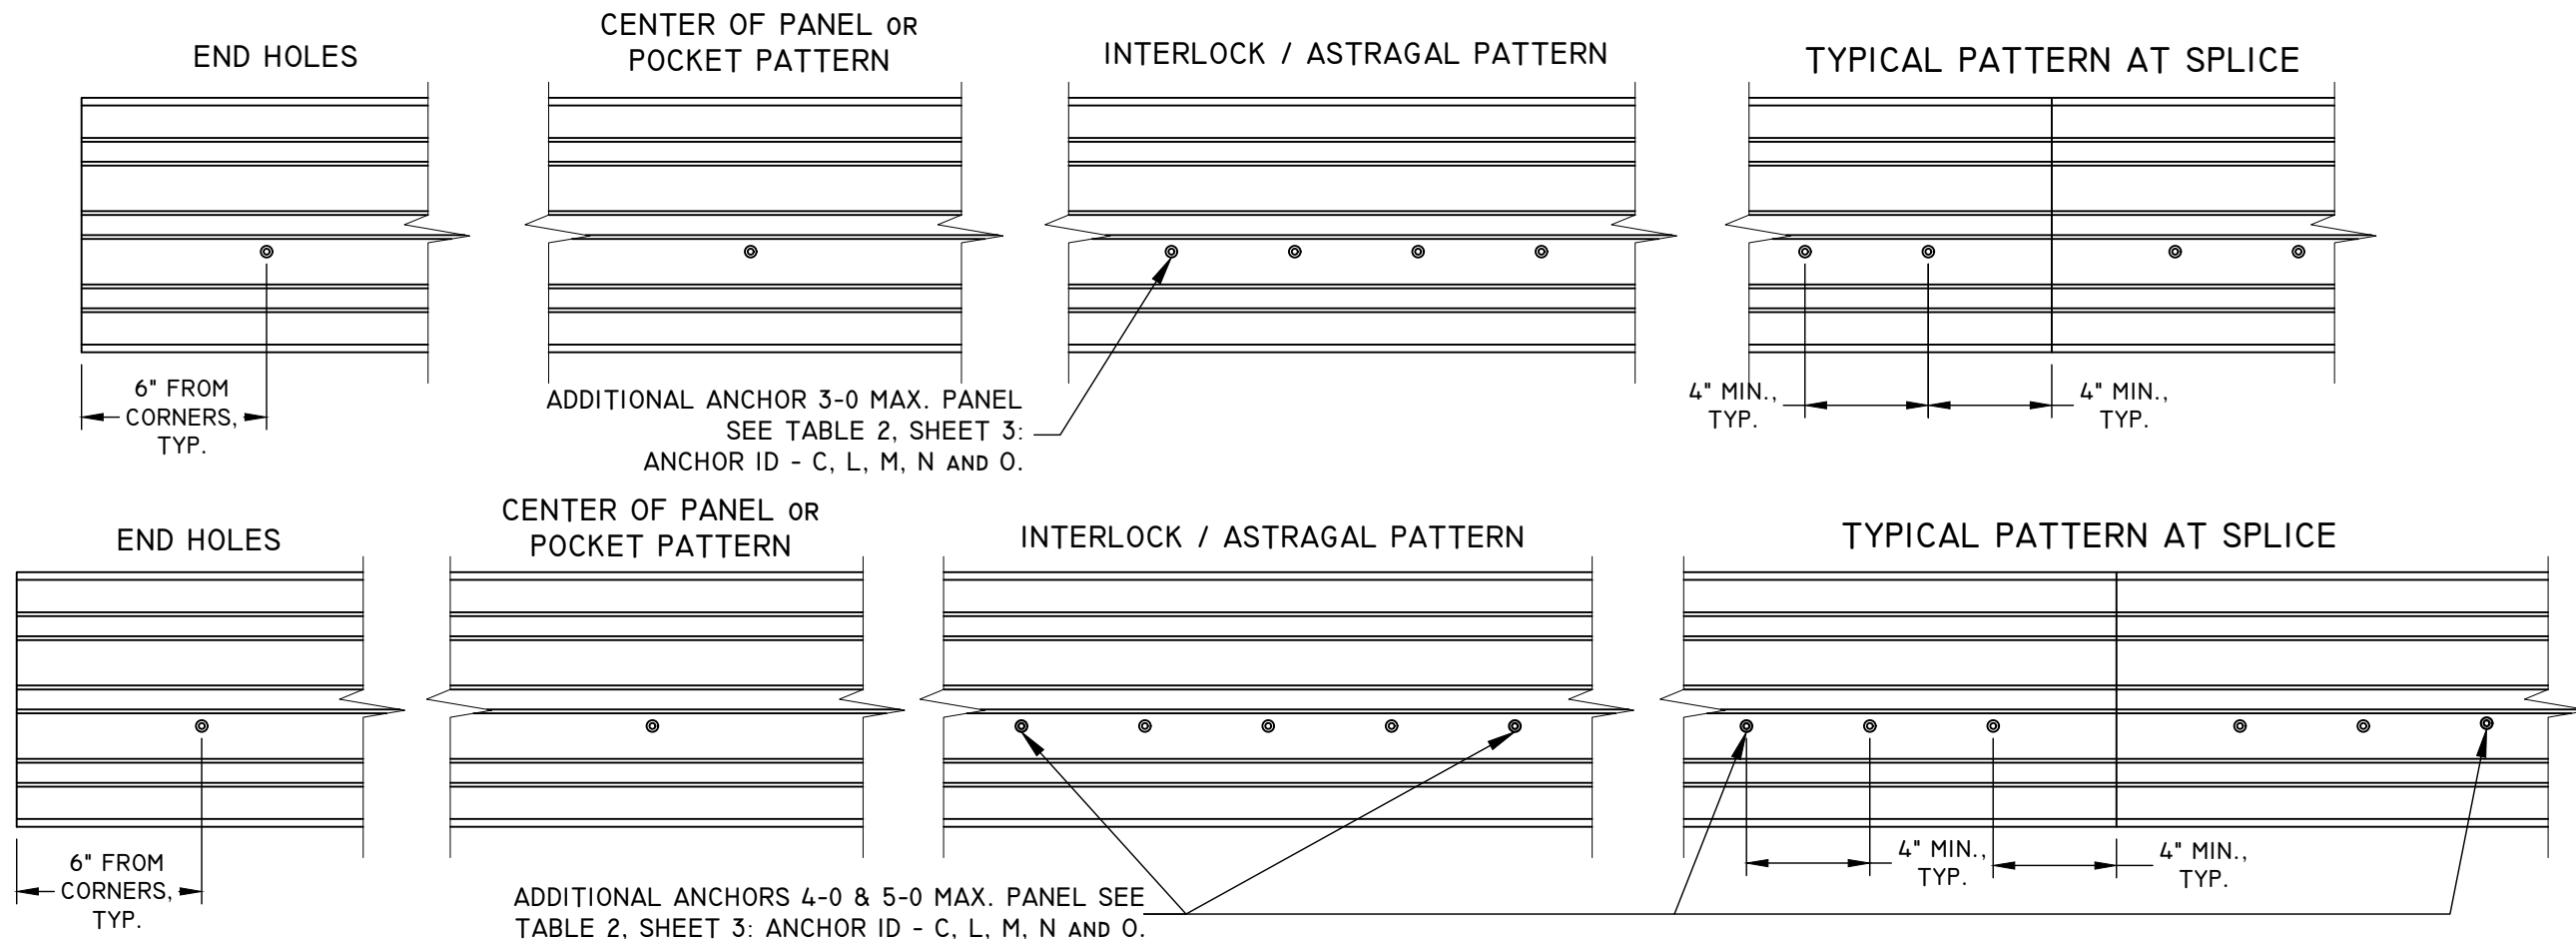 END HOLES
CENTER OF PANEL OR
POCKET PATTERN
INTERLOCK / ASTRAGAL PATTERN
TYPICAL PATTERN AT SPLICE
6" FROM
CORNERS,
TYP.
ADDITIONAL ANCHOR 3-0 MAX. PANEL
SEE TABLE 2, SHEET 3:
ANCHOR ID - C, L, M, N AND O.
4" MIN.,
TYP.
4" MIN.,
TYP.
END HOLES
CENTER OF PANEL OR
POCKET PATTERN
INTERLOCK / ASTRAGAL PATTERN
TYPICAL PATTERN AT SPLICE
6" FROM
CORNERS,
TYP.
ADDITIONAL ANCHORS 4-0 & 5-0 MAX. PANEL SEE
TABLE 2, SHEET 3: ANCHOR ID - C, L, M, N AND O.
4" MIN.,
TYP.
4" MIN.,
TYP.